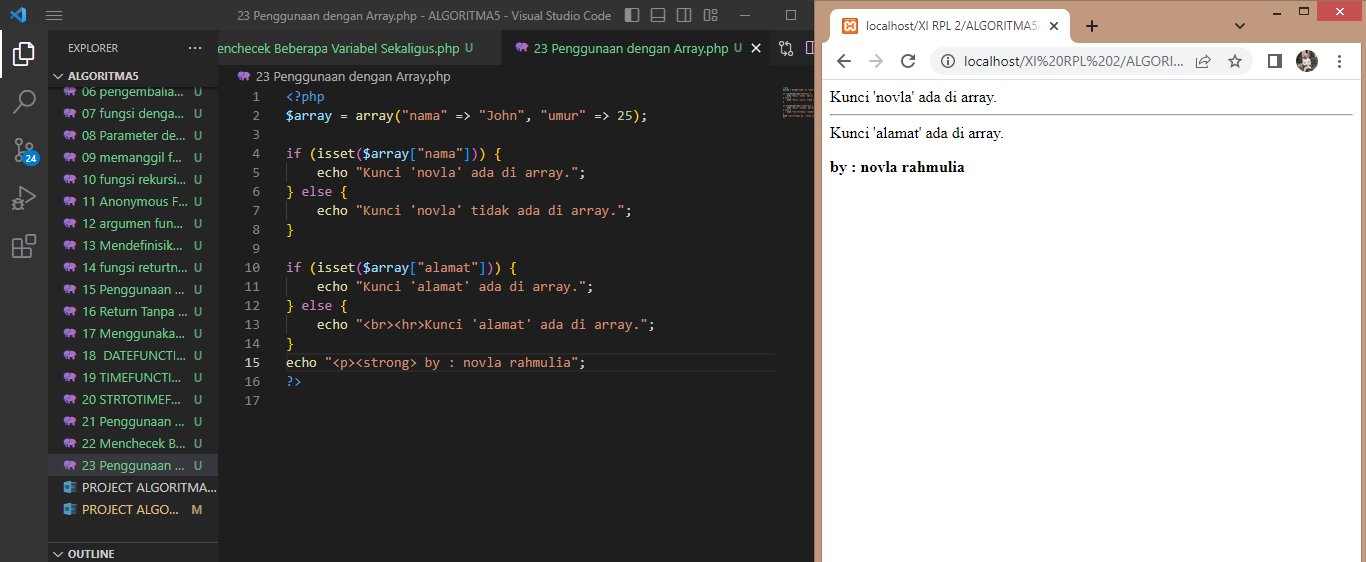 23 Penggunaan dengan Array.php - ALGORITMA5 - Visual Studio Code
EXPLORER
ALGORITMA5
06 pengembalia... U
07 fungsi denga... U
08 Parameter de... U
09 memanggil f... U
10 fungsi rekursi... U
11 Anonymous F... U
12 argumen fun... U
13 Mendefinisik... U
14 fungsi returtn... U
15 Penggunaan ... U
16 Return Tanpa ... U
17 Menggunaka... U
18 DATEFUNCTI... U
19 TIMEFUNCTI... U
20 STRTOTIMEF... U
21 Penggunaan ... U
22 Menchecek B... U
23 Penggunaan ... U
PROJECT ALGORITMA...
PROJECT ALGO... M
OUTLINE
24
enchecek Beberapa Variabel Sekaligus.php U
23 Penggunaan dengan Array.php U
23 Penggunaan dengan Array.php
1 <?php
2 $array = array("nama" => "John", "umur" => 25);
3
4 if (isset($array["nama"])) {
5 echo "Kunci 'novla' ada di array.";
6 } else {
7 echo "Kunci 'novla' tidak ada di array.";
8 }
9
10 if (isset($array["alamat"])) {
11 echo "Kunci 'alamat' ada di array.";
12 } else {
13 echo "<br><hr>Kunci 'alamat' ada di array.";
14 }
15 echo "<p><strong> by : novla rahmulia";
16 ?>
17
localhost/XI RPL 2/ALGORITMA5/
localhost/XI%20RPL%202/ALGORI...
Kunci 'novla' ada di array.
Kunci 'alamat' ada di array.
by : novla rahmulia